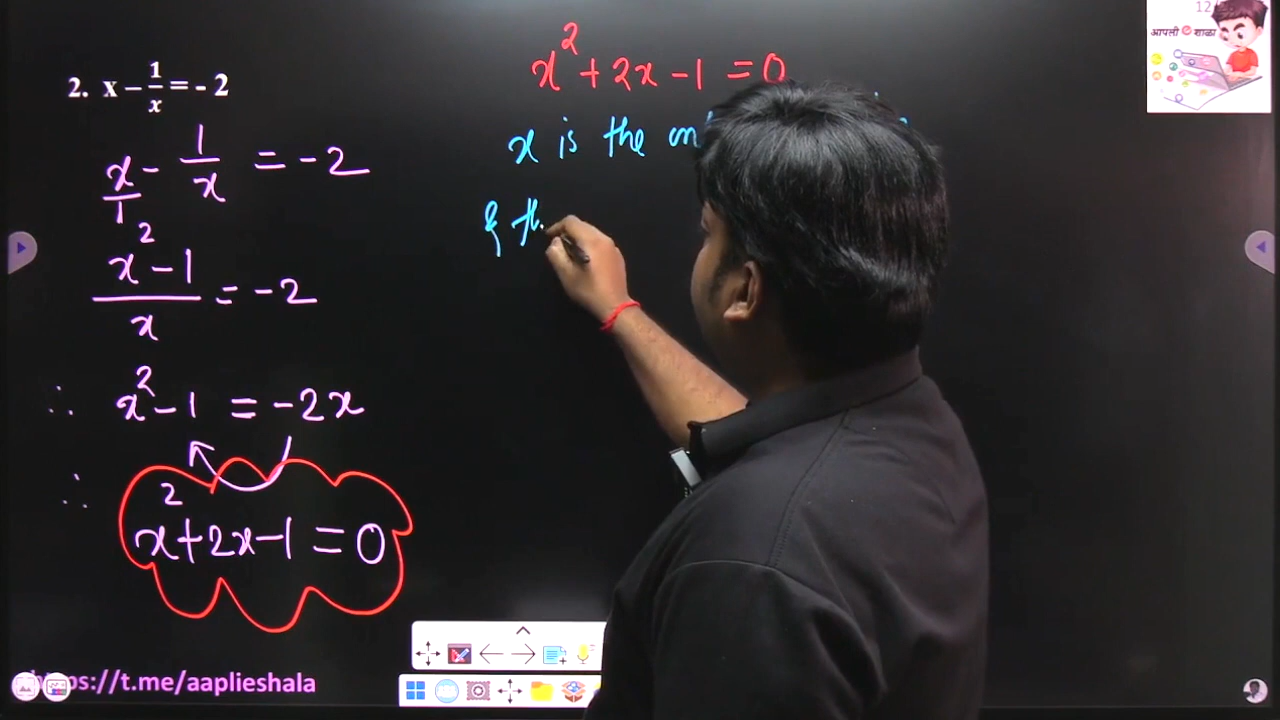 2. x − 1/x = - 2
x/1 − 1/x = −2
x² − 1 / x = −2
∴ x² − 1 = −2x
∴ x² + 2x − 1 = 0
x² + 2x − 1 = 0
x is the
&
आपली e शाळा
12
https://t.me/aaplieshala